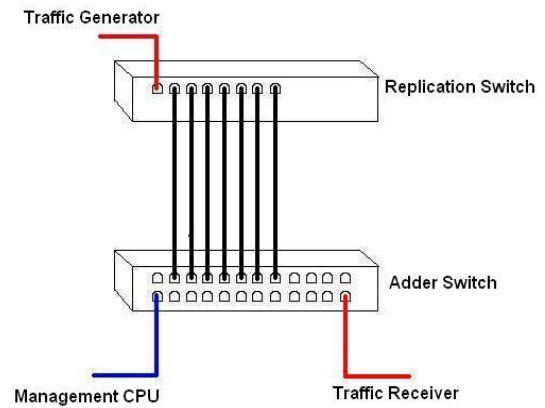 Traffic Generator
Replication Switch
Adder Switch
Management CPU
Traffic Receiver